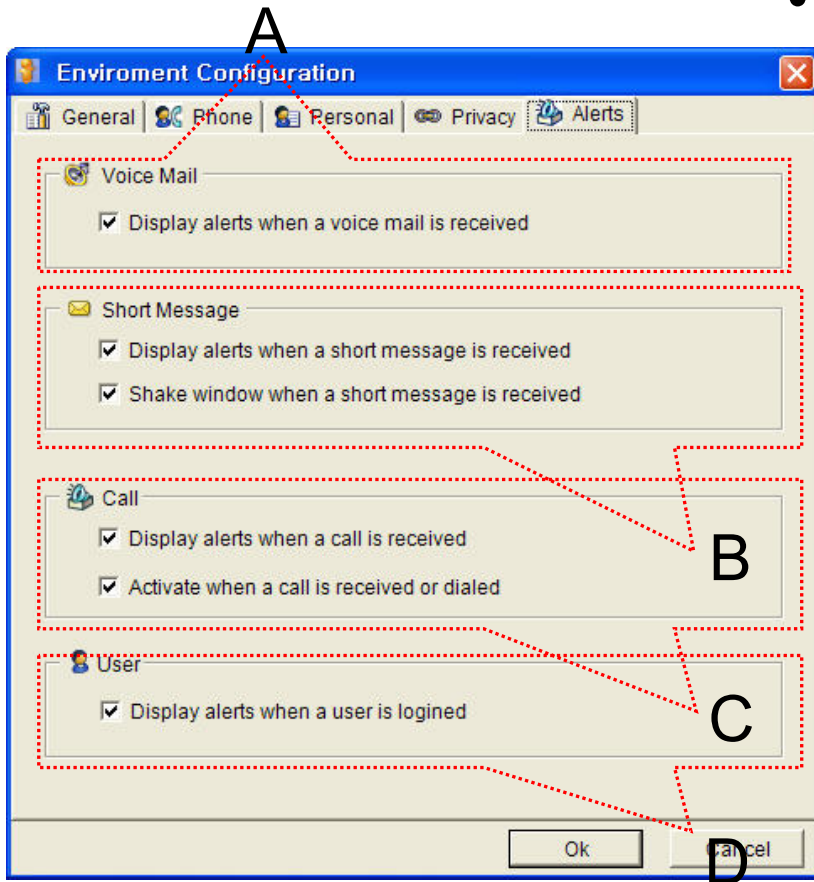 A
Enviroment Configuration
General Phone Personal Privacy Alerts
Voice Mail
Display alerts when a voice mail is received
Short Message
Display alerts when a short message is received
Shake window when a short message is received
B
Call
Display alerts when a call is received
Activate when a call is received or dialed
C
User
Display alerts when a user is logined
D
Ok Cancel